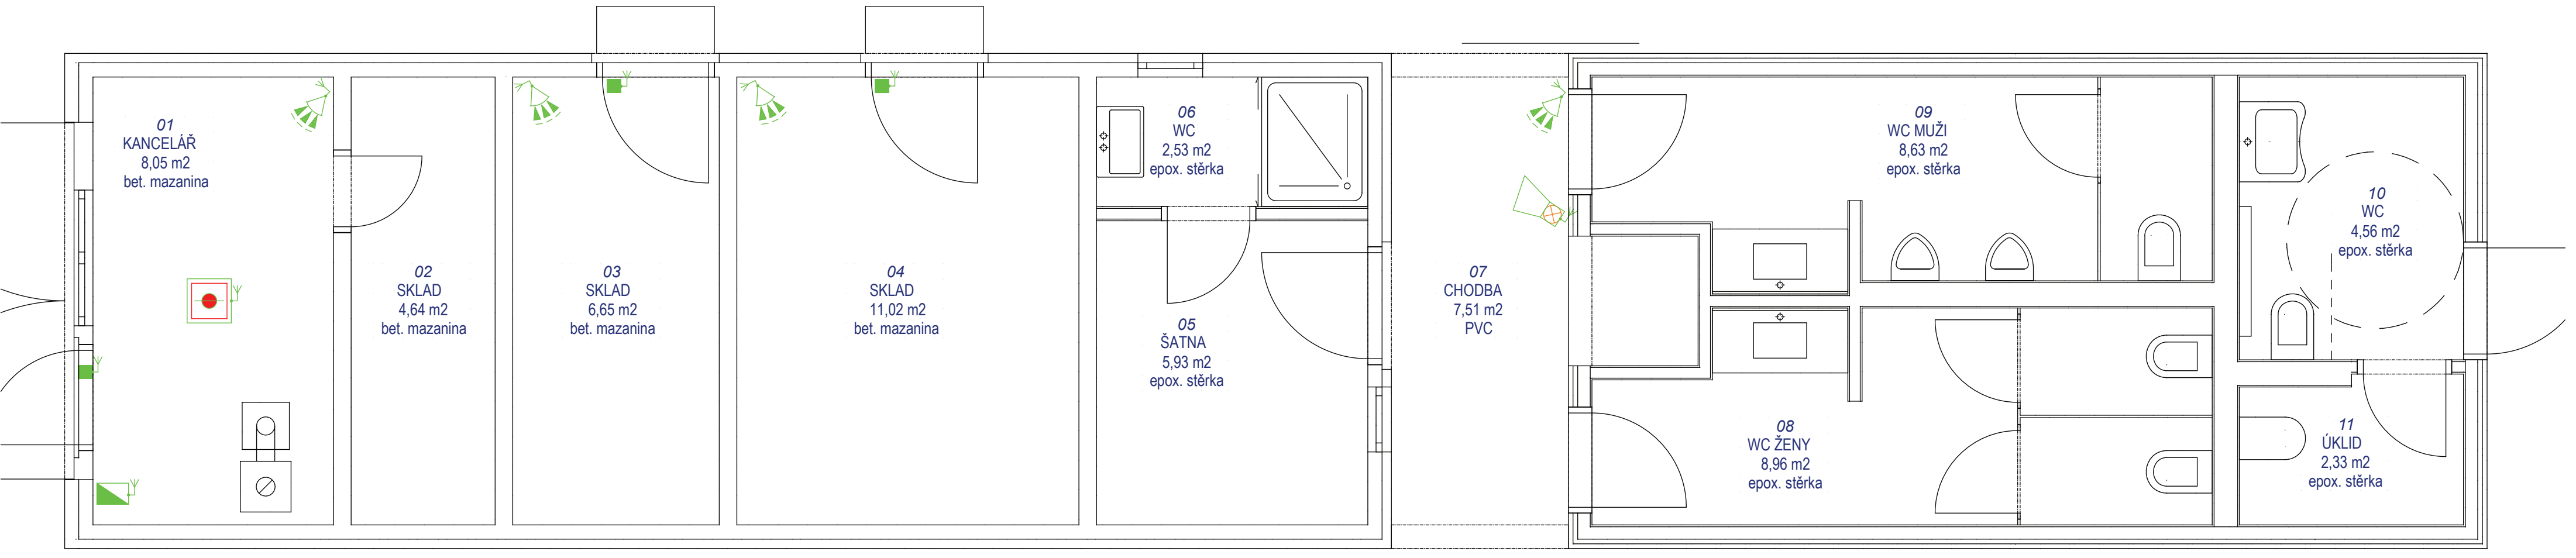 01
KANCELÁŘ
8,05 m2
bet. mazanina
02
SKLAD
4,64 m2
bet. mazanina
03
SKLAD
6,65 m2
bet. mazanina
04
SKLAD
11,02 m2
bet. mazanina
06
WC
2,53 m2
epox. stěrka
05
ŠATNA
5,93 m2
epox. stěrka
07
CHODBA
7,51 m2
PVC
09
WC MUŽI
8,63 m2
epox. stěrka
08
WC ŽENY
8,96 m2
epox. stěrka
10
WC
4,56 m2
epox. stěrka
11
ÚKLID
2,33 m2
epox. stěrka